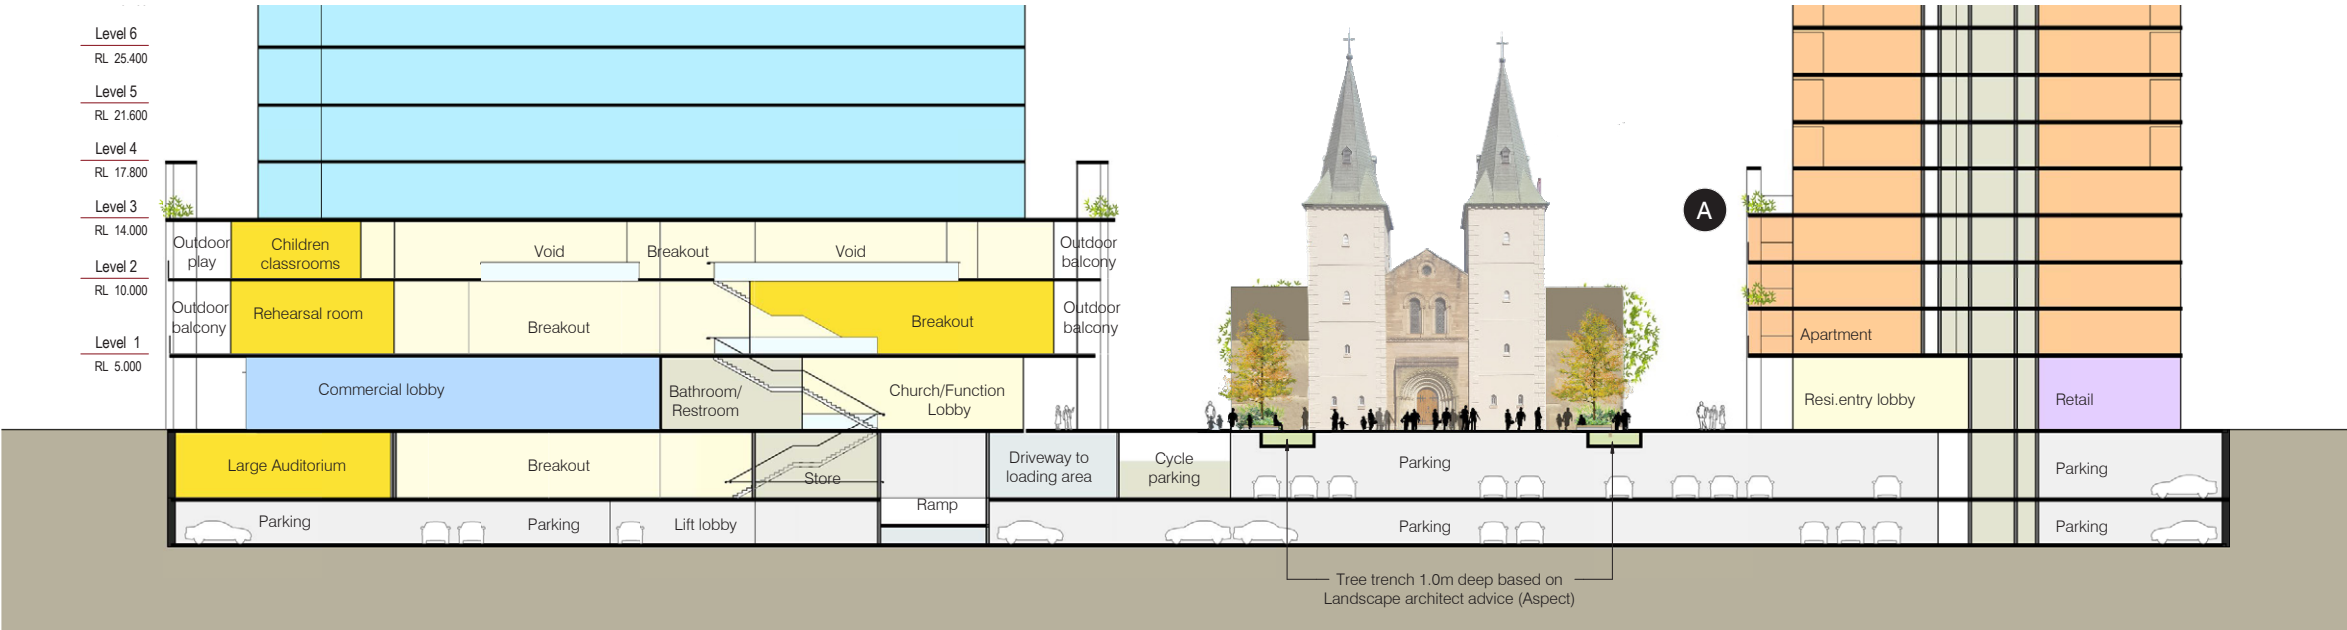 Level 6
RL 25.400
Level 5
RL 21.600
Level 4
RL 17.800
Level 3
RL 14.000
Level 2
RL 10.000
Level 1
RL 5.000
Outdoor
play
Children
classrooms
Void
Breakout
Void
Outdoor
balcony
Outdoor
balcony
Rehearsal room
Breakout
Breakout
Outdoor
balcony
Commercial lobby
Bathroom/
Restroom
Church/Function
Lobby
Large Auditorium
Breakout
Store
Ramp
Driveway to
loading area
Cycle
parking
Parking
Parking
Parking
Parking
Lift lobby
Parking
Parking
A
Apartment
Resi.entry lobby
Retail
Tree trench 1.0m deep based on
Landscape architect advice (Aspect)